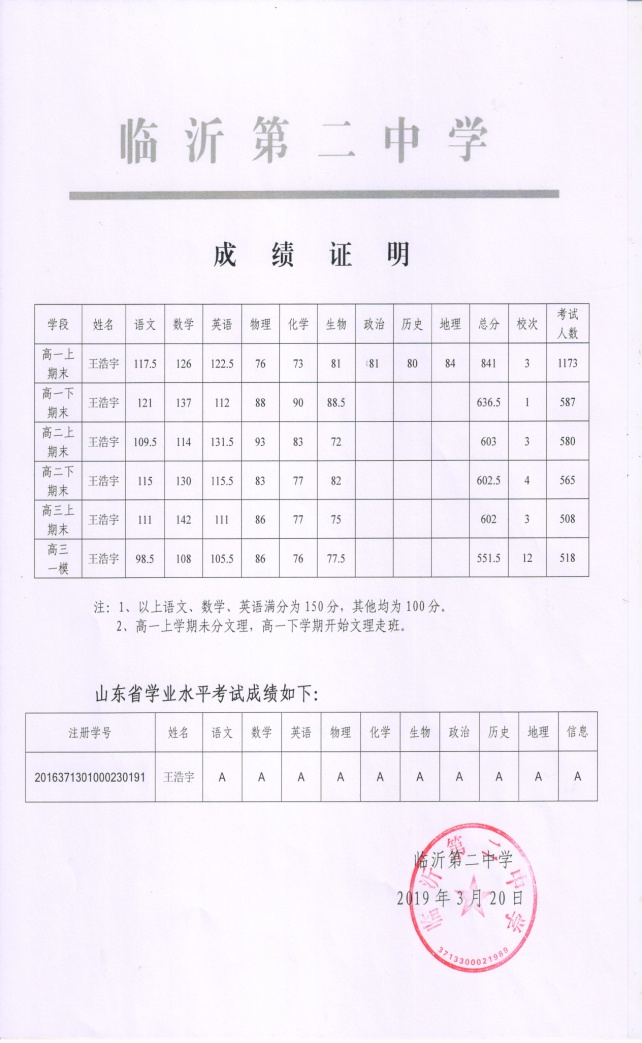 临沂第二中学
成绩证明
学段 姓名 语文 数学 英语 物理 化学 生物 政治 历史 地理 总分 校次 考试人数
高一上期末 王浩宇 117.5 126 122.5 76 73 81 81 80 84 841 3 1173
高一下期末 王浩宇 121 137 112 88 90 88.5 636.5 1 587
高二上期末 王浩宇 109.5 114 131.5 93 83 72 603 3 580
高二下期末 王浩宇 115 130 115.5 83 77 82 602.5 4 565
高三上期末 王浩宇 111 142 111 86 77 75 602 3 508
高三一模 王浩宇 98.5 108 105.5 86 76 77.5 551.5 12 518
注：1、以上语文、数学、英语满分为150分，其他均为100分。
2、高一上学期未分文理，高一下学期开始文理走班。
山东省学业水平考试成绩如下：
注册学号 姓名 语文 数学 英语 物理 化学 生物 政治 历史 地理 信息
2016371301000230191 王浩宇 A A A A A A A A A A
临沂第二中学
2019年3月20日
临沂第二中学
3713300021989